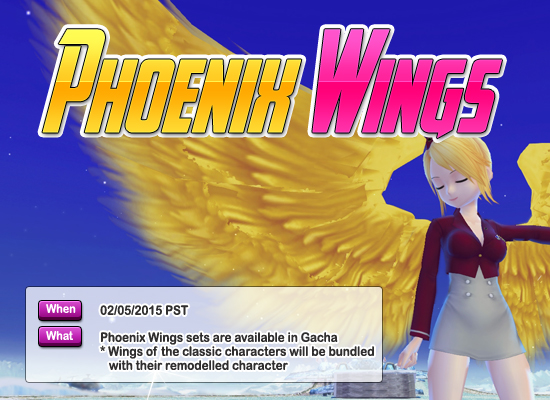 Phoenix Wings
When 02/05/2015 PST
What Phoenix Wings sets are available in Gacha
* Wings of the classic characters will be bundled
with their remodelled character